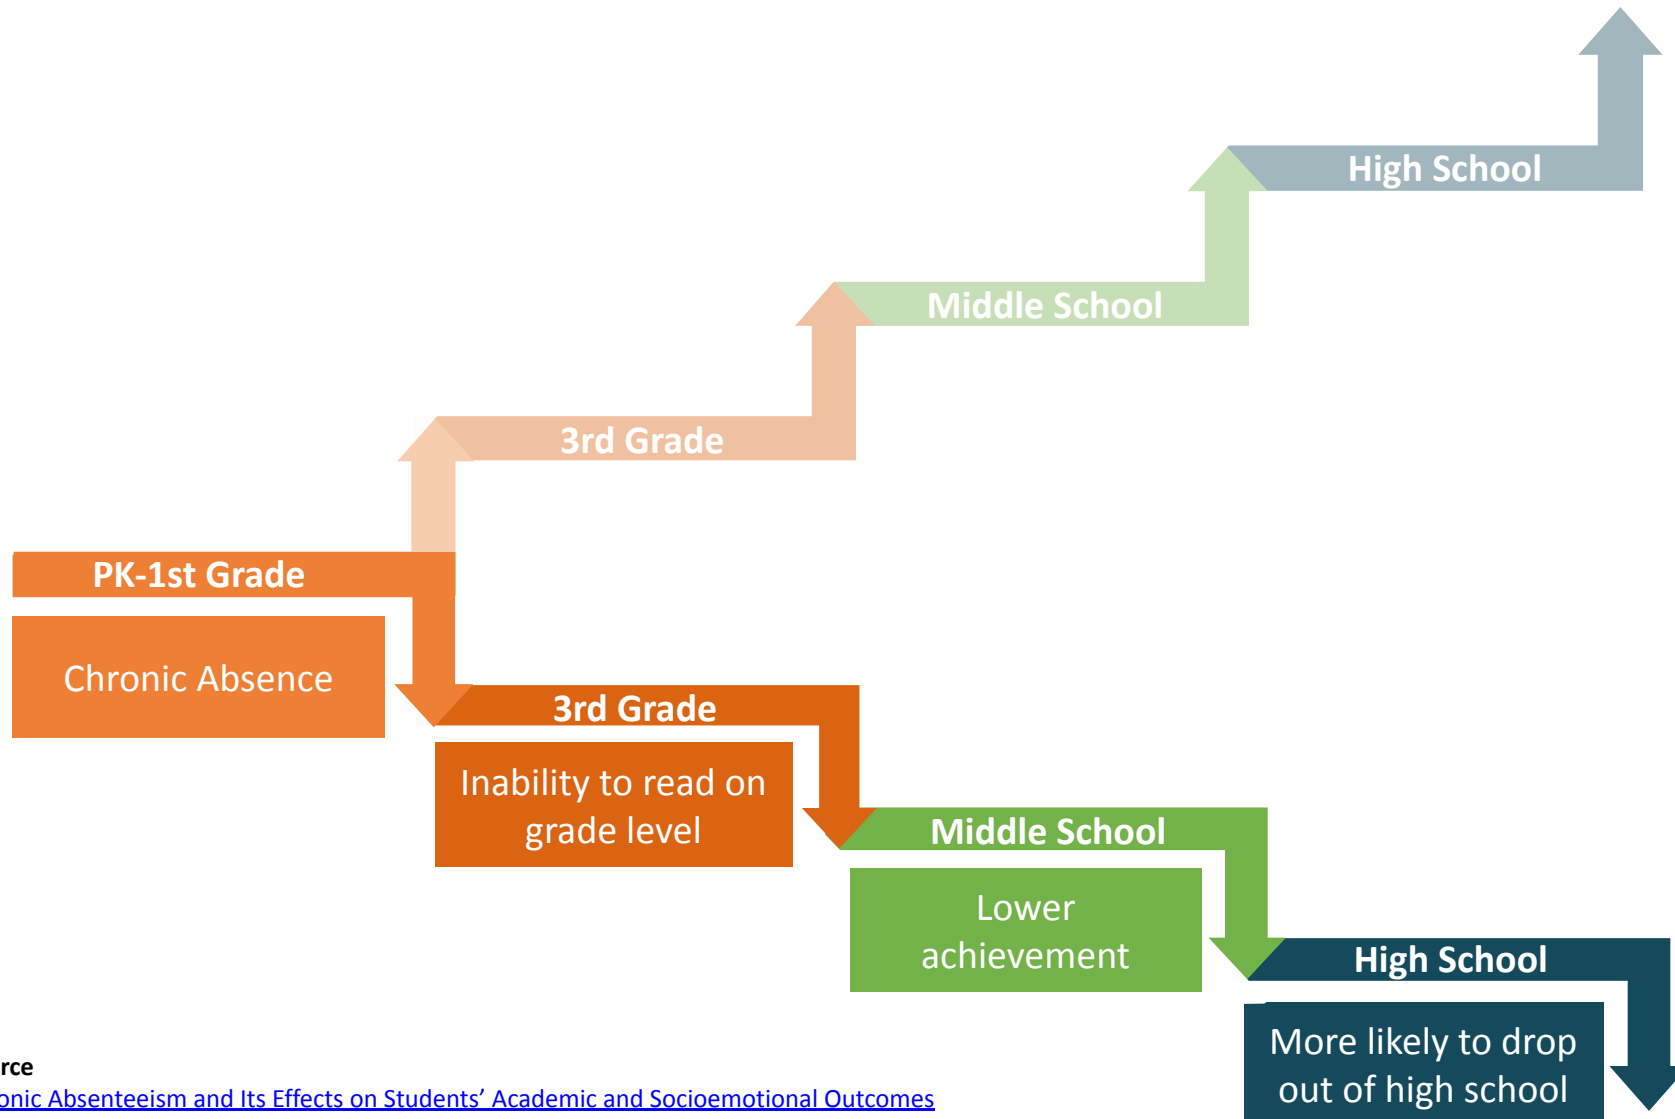 High School
Middle School
3rd Grade
PK-1st Grade
Chronic Absence
3rd Grade
Inability to read on
grade level
Middle School
Lower
achievement
High School
More likely to drop
out of high school
rce
onic Absenteeism and Its Effects on Students’ Academic and Socioemotional Outcomes